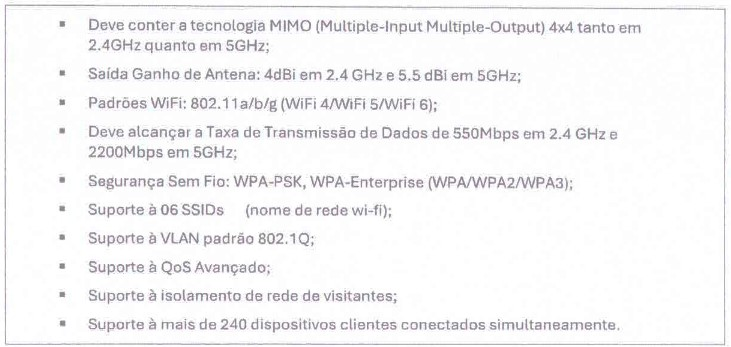 ▪ Deve conter a tecnologia MIMO (Multiple-Input Multiple-Output) 4x4 tanto em
2.4GHz quanto em 5GHz;
▪ Saída Ganho de Antena: 4dBi em 2.4 GHz e 5.5 dBi em 5GHz;
▪ Padrões WiFi: 802.11a/b/g (WiFi 4/WiFi 5/WiFi 6);
▪ Deve alcançar a Taxa de Transmissão de Dados de 550Mbps em 2.4 GHz e
2200Mbps em 5GHz;
▪ Segurança Sem Fio: WPA-PSK, WPA-Enterprise (WPA/WPA2/WPA3);
▪ Suporte à 06 SSIDs (nome de rede wi-fi);
▪ Suporte à VLAN padrão 802.1Q;
▪ Suporte à QoS Avançado;
▪ Suporte à isolamento de rede de visitantes;
▪ Suporte à mais de 240 dispositivos clientes conectados simultaneamente.